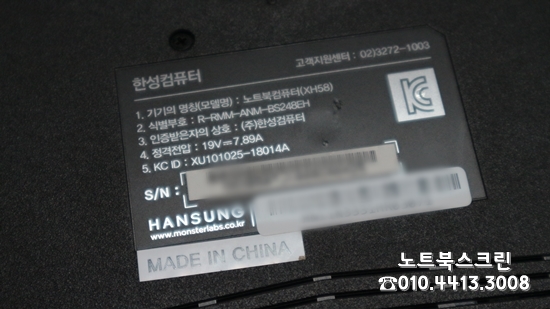 한성컴퓨터
고객지원센터 : 02)3272-1003
1. 기기의 명칭(모델명) : 노트북컴퓨터(XH58)
2. 식별부호 : R-RMM-ANM-BS248EH
3. 인증받은자의 상호 : (주)한성컴퓨터
4. 정격전압 : 19V⎓7.89A
5. KC ID : XU101025-18014A
S/N :
HANSUNG
www.monsterlabs.co.kr
MADE IN CHINA
노트북스크린
☎010.4413.3008